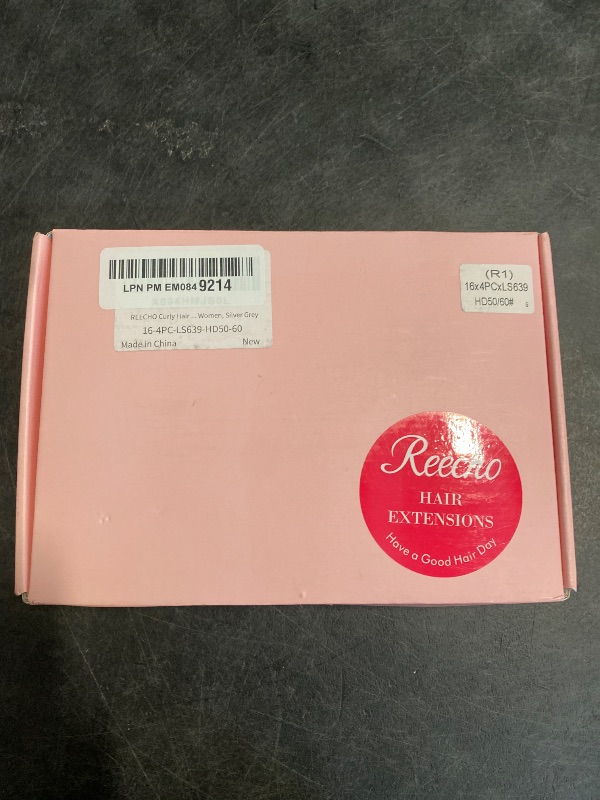 LPN PM EM084 9214
REECHO Curly Hair ... Women, Silver Grey
16-4PC-LS639-HD50-60
Made in China New
(R1)
16x4PCxLS639
HD50/60#
Reecho
HAIR
EXTENSIONS
Have a Good Hair Day